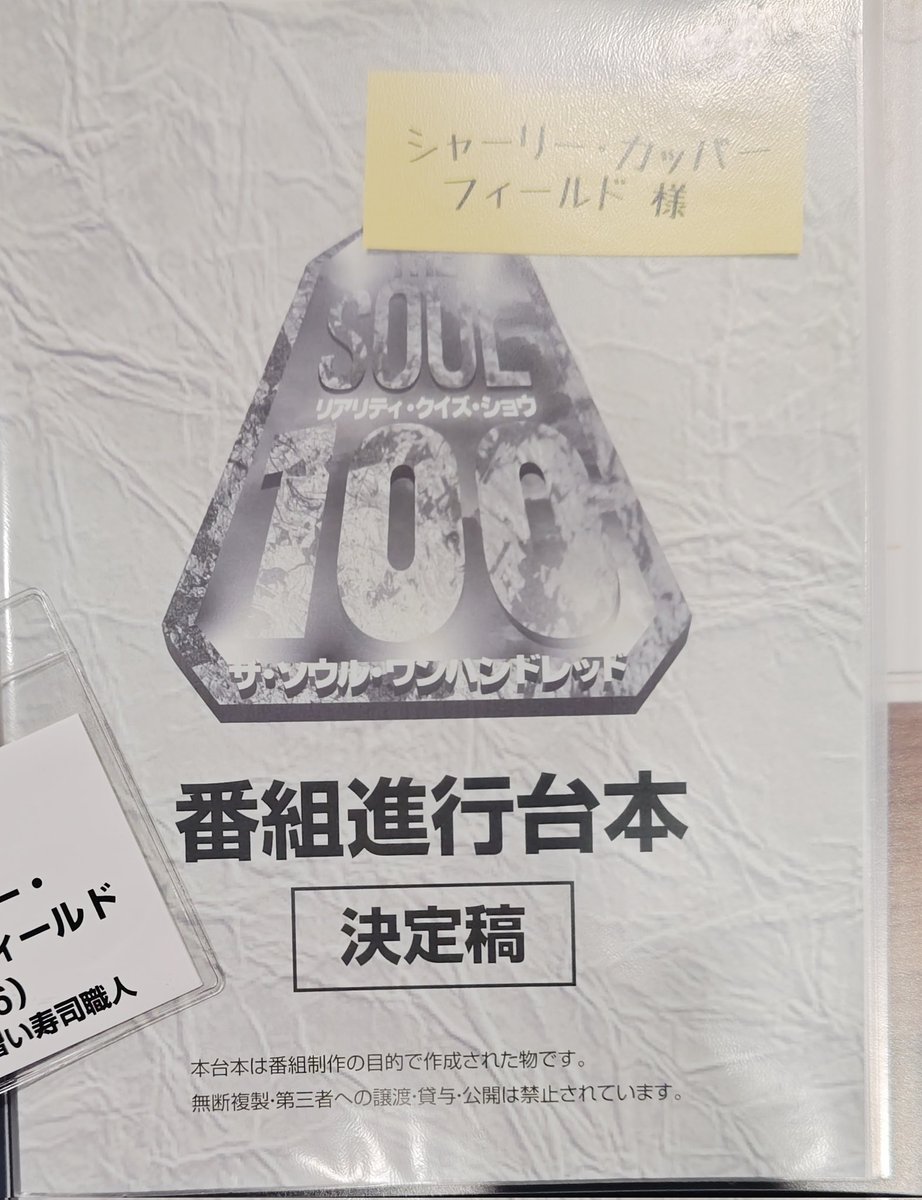 シャーリー・カッパー
フィールド 様
SOUL
リアリティ・クイズ・ショウ
100
ザ・ソウル・ワンハンドレッド
番組進行台本
決定稿
本台本は番組制作の目的で作成された物です。
無断複製・第三者への譲渡・貸与・公開は禁止されています。
ー・
ィールド
6)
い寿司職人